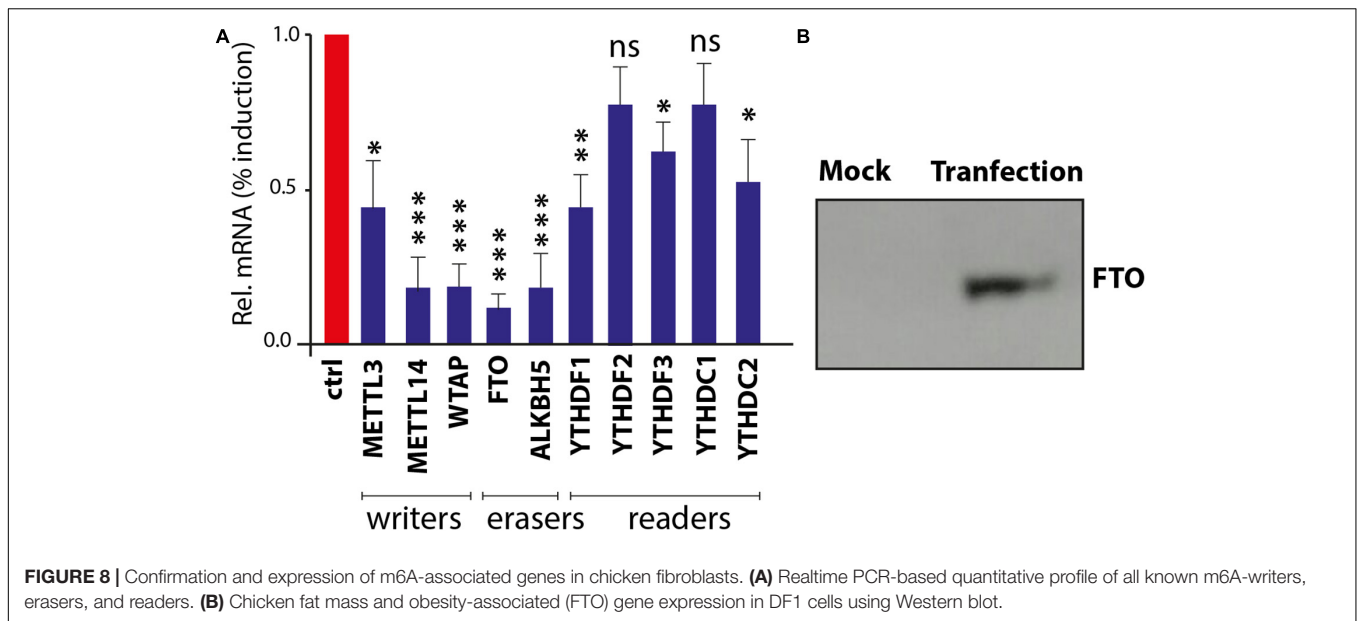 A
B
Rel. mRNA (% induction)
1.0
0.5
0.0
*
***
***
***
***
**
ns
*
ns
*
ctrl
METTL3
METTL14
WTAP
FTO
ALKBH5
YTHDF1
YTHDF2
YTHDF3
YTHDC1
YTHDC2
writers
erasers
readers
Mock Tranfection
FTO
FIGURE 8 | Confirmation and expression of m6A-associated genes in chicken fibroblasts. (A) Realtime PCR-based quantitative profile of all known m6A-writers,
erasers, and readers. (B) Chicken fat mass and obesity-associated (FTO) gene expression in DF1 cells using Western blot.